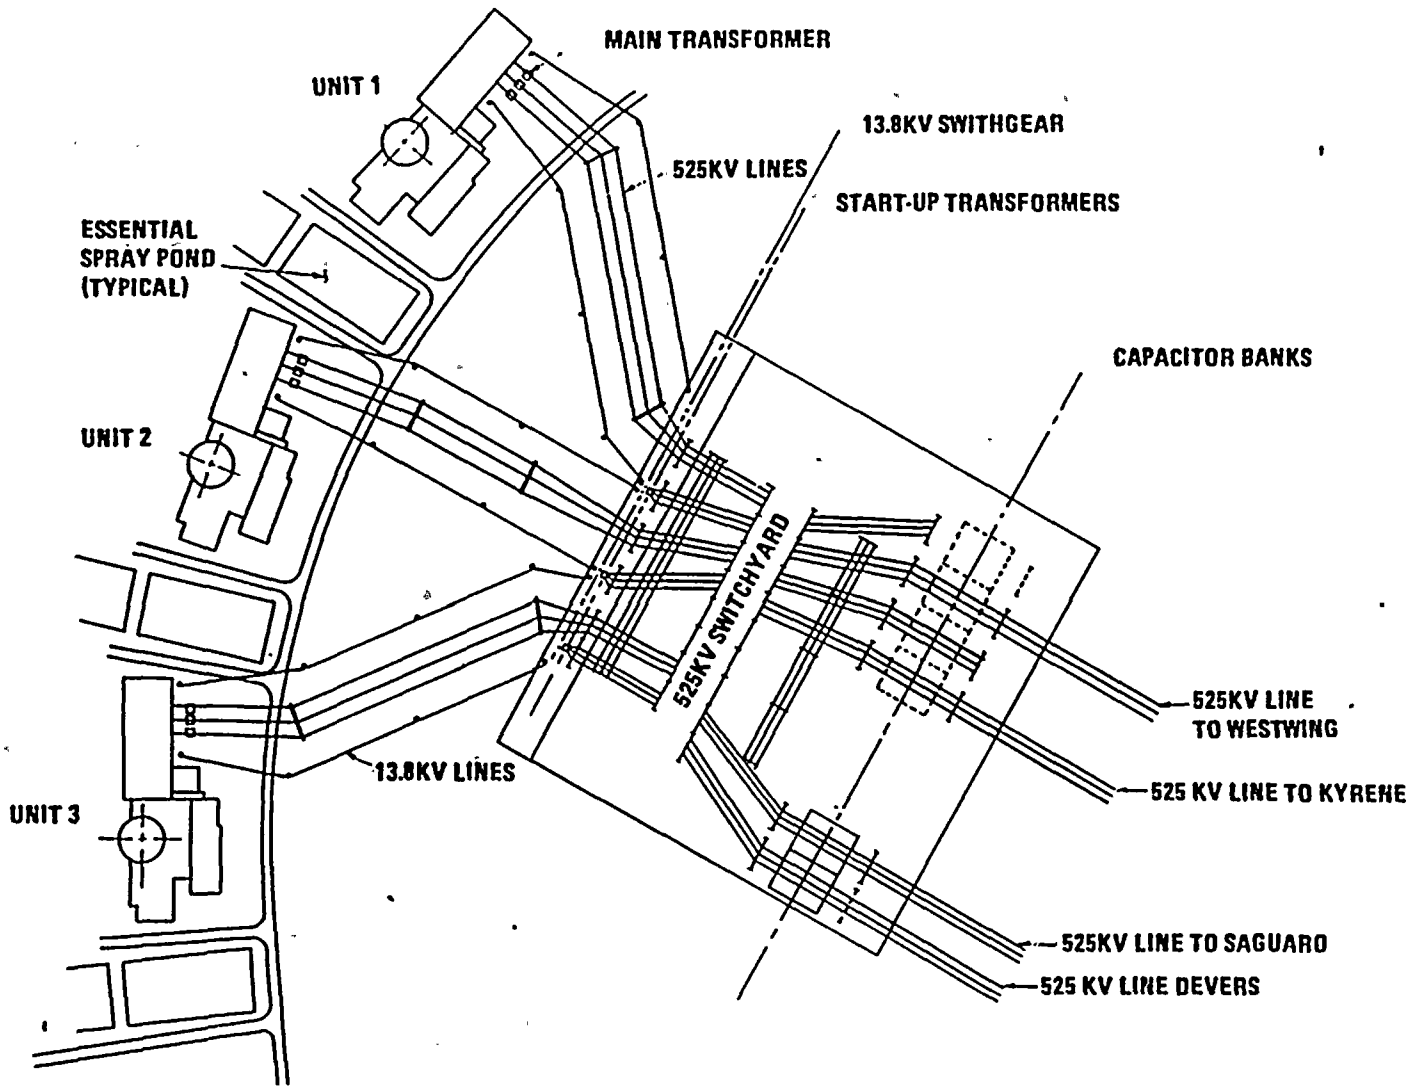 MAIN TRANSFORMER
UNIT 1
13.8KV SWITHGEAR
525KV LINES
START-UP TRANSFORMERS
ESSENTIAL
SPRAY POND
(TYPICAL)
CAPACITOR BANKS
UNIT 2
525KV SWITCHYARD
525KV LINE
TO WESTWING
13.8KV LINES
525 KV LINE TO KYRENE
UNIT 3
525KV LINE TO SAGUARO
525 KV LINE DEVERS